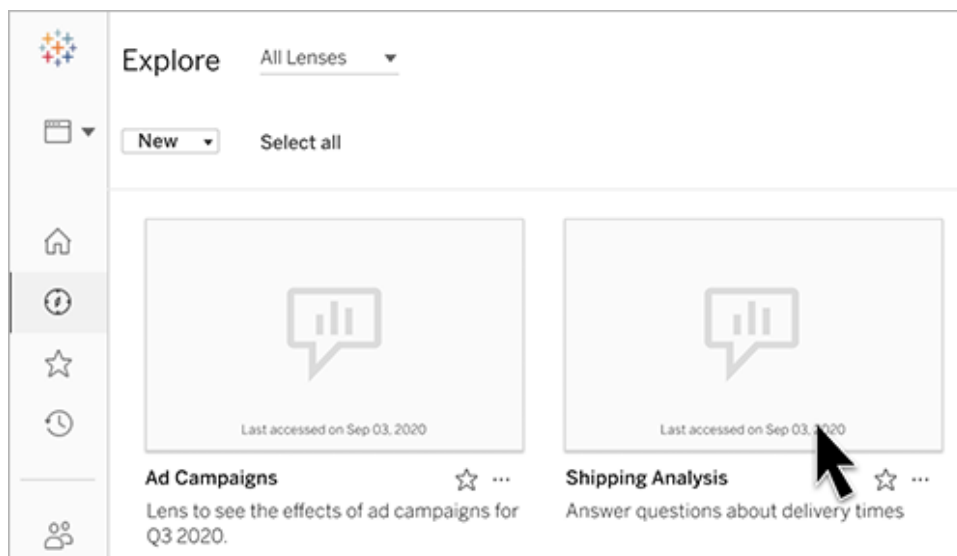 Explore
All Lenses
New
Select all
Last accessed on Sep 03, 2020
Last accessed on Sep 03, 2020
Ad Campaigns
Lens to see the effects of ad campaigns for
Q3 2020.
Shipping Analysis
Answer questions about delivery times